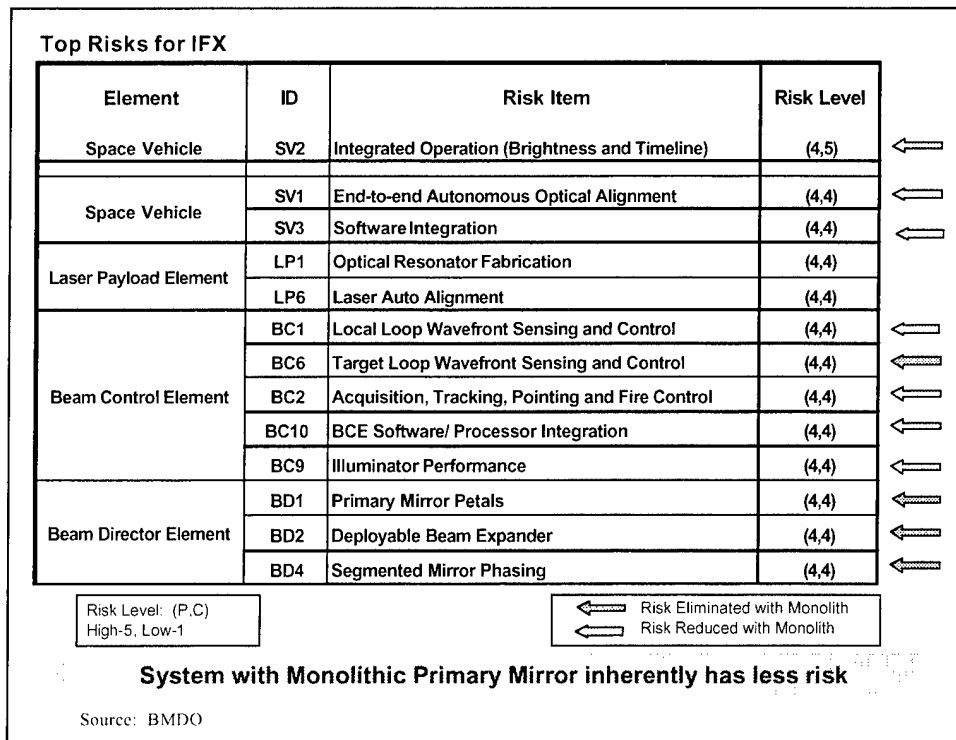 Top Risks for IFX
Element ID Risk Item Risk Level
Space Vehicle SV2 Integrated Operation (Brightness and Timeline) (4,5)
Space Vehicle
SV1 End-to-end Autonomous Optical Alignment (4,4)
SV3 Software Integration (4,4)
Laser Payload Element
LP1 Optical Resonator Fabrication (4,4)
LP6 Laser Auto Alignment (4,4)
Beam Control Element
BC1 Local Loop Wavefront Sensing and Control (4,4)
BC6 Target Loop Wavefront Sensing and Control (4,4)
BC2 Acquisition, Tracking, Pointing and Fire Control (4,4)
BC10 BCE Software/ Processor Integration (4,4)
BC9 Illuminator Performance (4,4)
Beam Director Element
BD1 Primary Mirror Petals (4,4)
BD2 Deployable Beam Expander (4,4)
BD4 Segmented Mirror Phasing (4,4)
Risk Level: (P.C)
High-5, Low-1
Risk Eliminated with Monolith
Risk Reduced with Monolith
System with Monolithic Primary Mirror inherently has less risk
Source: BMDO